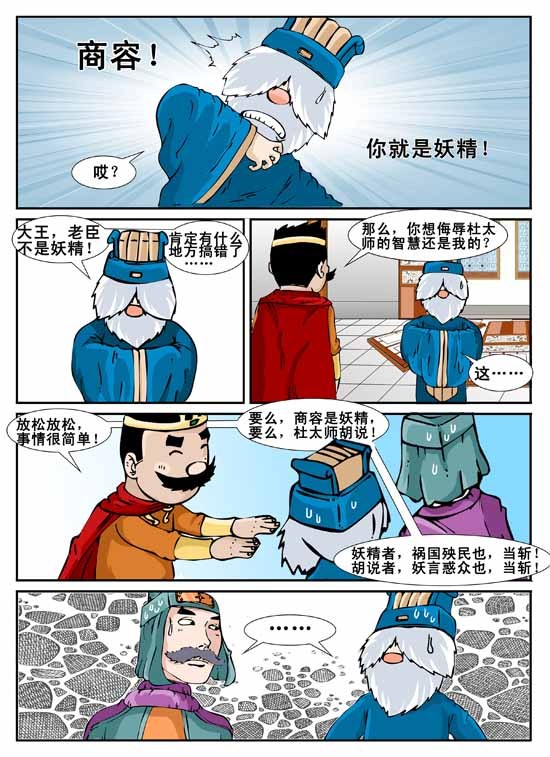 商容！
你就是妖精！
哎？
大王，老臣
不是妖精！
肯定有什么
地方搞错了
……
那么，你想侮辱杜太
师的智慧还是我的？
这……
放松放松，
事情很简单！
要么，商容是妖精，
要么，杜太师胡说！
妖精者，祸国殃民也，当斩！
胡说者，妖言惑众也，当斩！
……